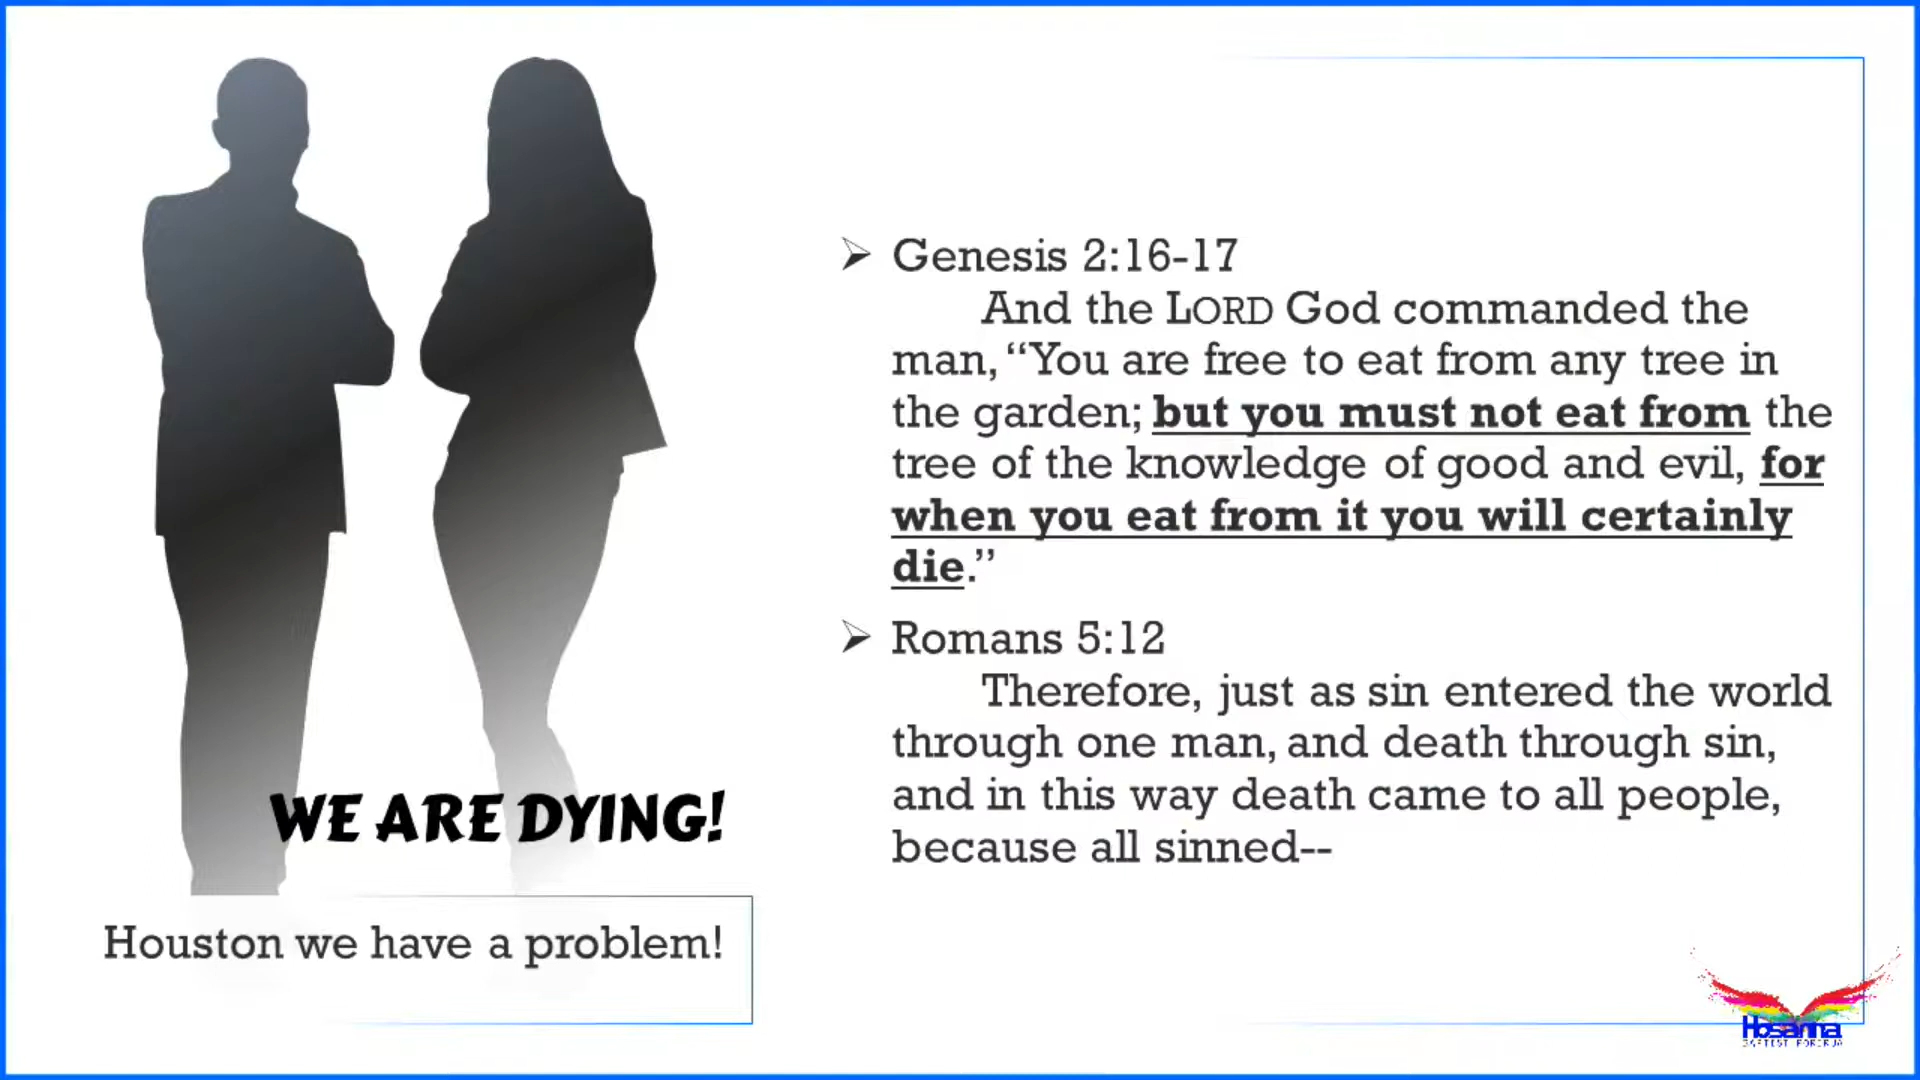 WE ARE DYING!
Houston we have a problem!
Genesis 2:16-17
And the LORD God commanded the
man, “You are free to eat from any tree in
the garden; but you must not eat from the
tree of the knowledge of good and evil, for
when you eat from it you will certainly
die.”
Romans 5:12
Therefore, just as sin entered the world
through one man, and death through sin,
and in this way death came to all people,
because all sinned--
Hosanna
BAPTIST